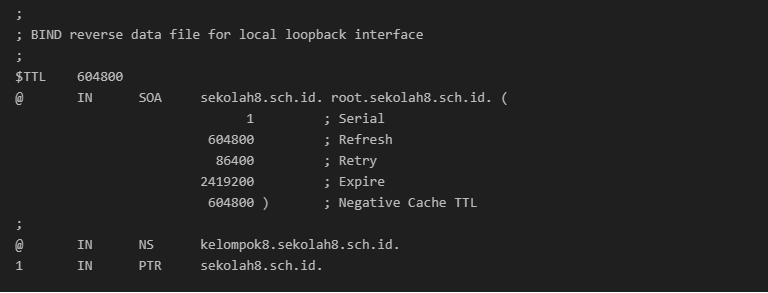 ;
; BIND reverse data file for local loopback interface
;
$TTL    604800
@       IN      SOA     sekolah8.sch.id. root.sekolah8.sch.id. (
                              1         ; Serial
                         604800         ; Refresh
                          86400         ; Retry
                        2419200         ; Expire
                         604800 )       ; Negative Cache TTL
;
@       IN      NS      kelompok8.sekolah8.sch.id.
1       IN      PTR     sekolah8.sch.id.